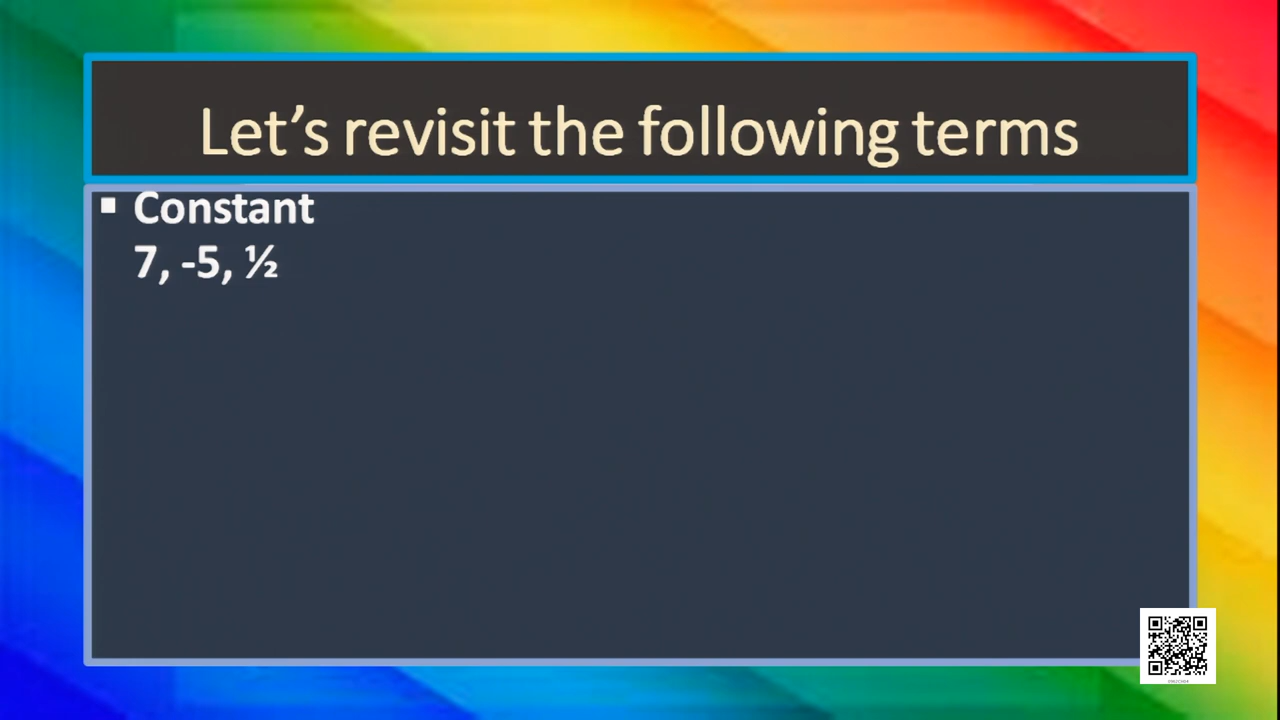 Let’s revisit the following terms
▪ Constant
7, -5, ½